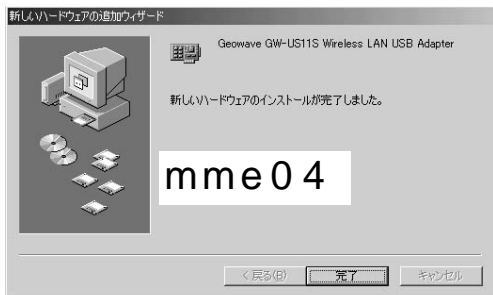 新しいハードウェアの追加ウィザード
Geowave GW-US11S Wireless LAN USB Adapter
新しいハードウェアのインストールが完了しました。
mme04
< 戻る(B) 完了 キャンセル